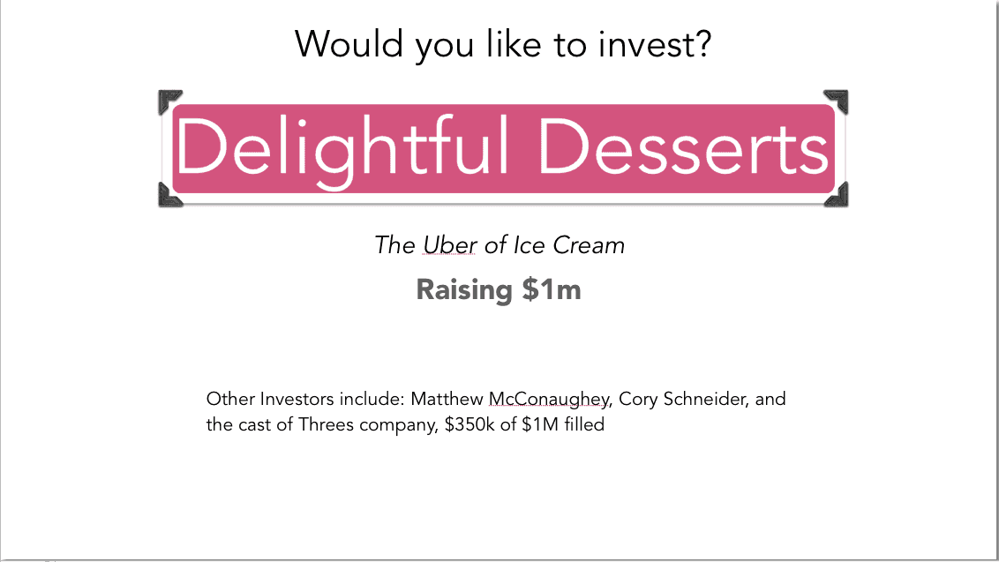 Would you like to invest?
Delightful Desserts
The Uber of Ice Cream
Raising $1m
Other Investors include: Matthew McConaughey, Cory Schneider, and
the cast of Threes company, $350k of $1M filled